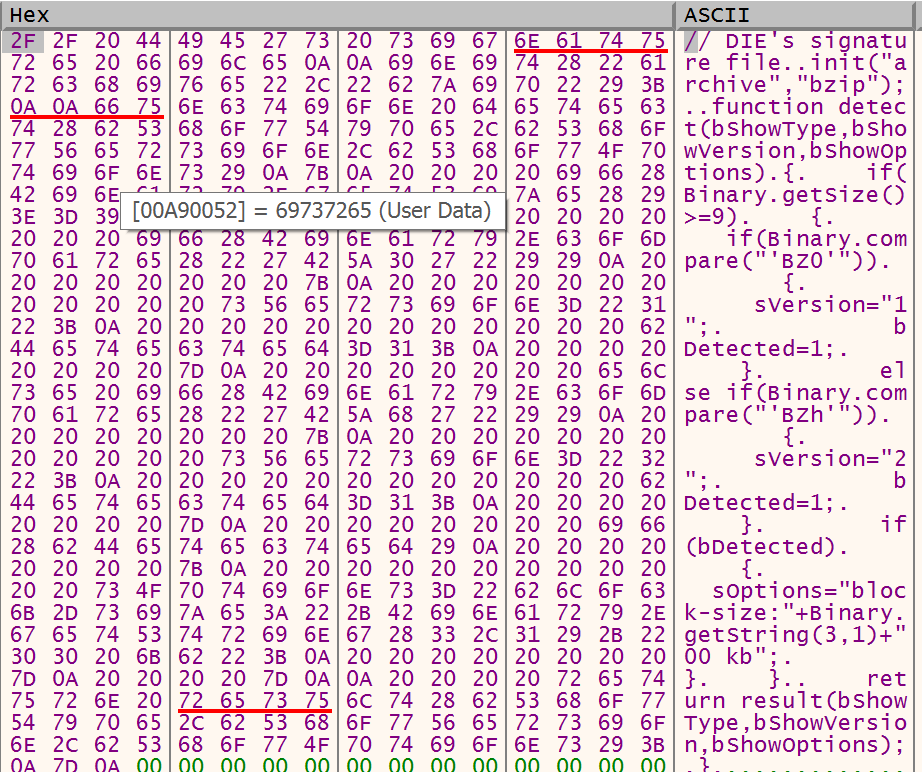 Hex ASCII
2F 2F 20 44 49 45 27 73 20 73 69 67 6E 61 74 75 // DIE's signatu
72 65 20 66 69 6C 65 0A 0A 69 6E 69 74 28 22 61 re file..init("a
72 63 68 69 76 65 22 2C 22 62 7A 69 70 22 29 3B rchive","bzip");
0A 0A 66 75 6E 63 74 69 6F 6E 20 64 65 74 65 63 ..function detec
74 28 62 53 68 6F 77 54 79 70 65 2C 62 53 68 6F t(bShowType,bSho
77 56 65 72 73 69 6F 6E 2C 62 53 68 6F 77 4F 70 wVersion,bShowOp
74 69 6F 6E 73 29 0A 7B 0A 20 20 20 20 69 66 28 tions).{.    if(
42 69 6E 61 72 79 2E 67 65 74 53 69 7A 65 28 29 Binary.getSize()
3E 3D 39 [00A90052] = 69737265 (User Data) 20 20 20 20 >=9).    {.
20 20 20 69 66 28 42 69 6E 61 72 79 2E 63 6F 6D    if(Binary.com
70 61 72 65 28 22 27 42 5A 30 27 22 29 29 0A 20 pare("'BZ0'")).
20 20 20 20 20 20 20 7B 0A 20 20 20 20 20 20 20        {.
20 20 20 20 20 73 56 65 72 73 69 6F 6E 3D 22 31      sVersion="1
22 3B 0A 20 20 20 20 20 20 20 20 20 20 20 20 62 ";.            b
44 65 74 65 63 74 65 64 3D 31 3B 0A 20 20 20 20 Detected=1;.
20 20 20 20 7D 0A 20 20 20 20 20 20 20 20 65 6C     }.        el
73 65 20 69 66 28 42 69 6E 61 72 79 2E 63 6F 6D se if(Binary.com
70 61 72 65 28 22 27 42 5A 68 27 22 29 29 0A 20 pare("'BZh'")).
20 20 20 20 20 20 20 7B 0A 20 20 20 20 20 20 20        {.
20 20 20 20 20 73 56 65 72 73 69 6F 6E 3D 22 32      sVersion="2
22 3B 0A 20 20 20 20 20 20 20 20 20 20 20 20 62 ";.            b
44 65 74 65 63 74 65 64 3D 31 3B 0A 20 20 20 20 Detected=1;.
20 20 20 20 7D 0A 20 20 20 20 20 20 20 20 69 66     }.        if
28 62 44 65 74 65 63 74 65 64 29 0A 20 20 20 20 (bDetected).
20 20 20 20 7B 0A 20 20 20 20 20 20 20 20 20 20     {.
20 20 73 4F 70 74 69 6F 6E 73 3D 22 62 6C 6F 63   sOptions="bloc
6B 2D 73 69 7A 65 3A 22 2B 42 69 6E 61 72 79 2E k-size:"+Binary.
67 65 74 53 74 72 69 6E 67 28 33 2C 31 29 2B 22 getString(3,1)+"
30 30 20 6B 62 22 3B 0A 20 20 20 20 20 20 20 20 00 kb";.
7D 0A 20 20 20 20 7D 0A 0A 20 20 20 20 72 65 74 }.    }..    ret
75 72 6E 20 72 65 73 75 6C 74 28 62 53 68 6F 77 urn result(bShow
54 79 70 65 2C 62 53 68 6F 77 56 65 72 73 69 6F Type,bShowVersio
6E 2C 62 53 68 6F 77 4F 70 74 69 6F 6E 73 29 3B n,bShowOptions);
0A 7D 0A 00 00 00 00 00 00 00 00 00 00 00 00 00 .}..............